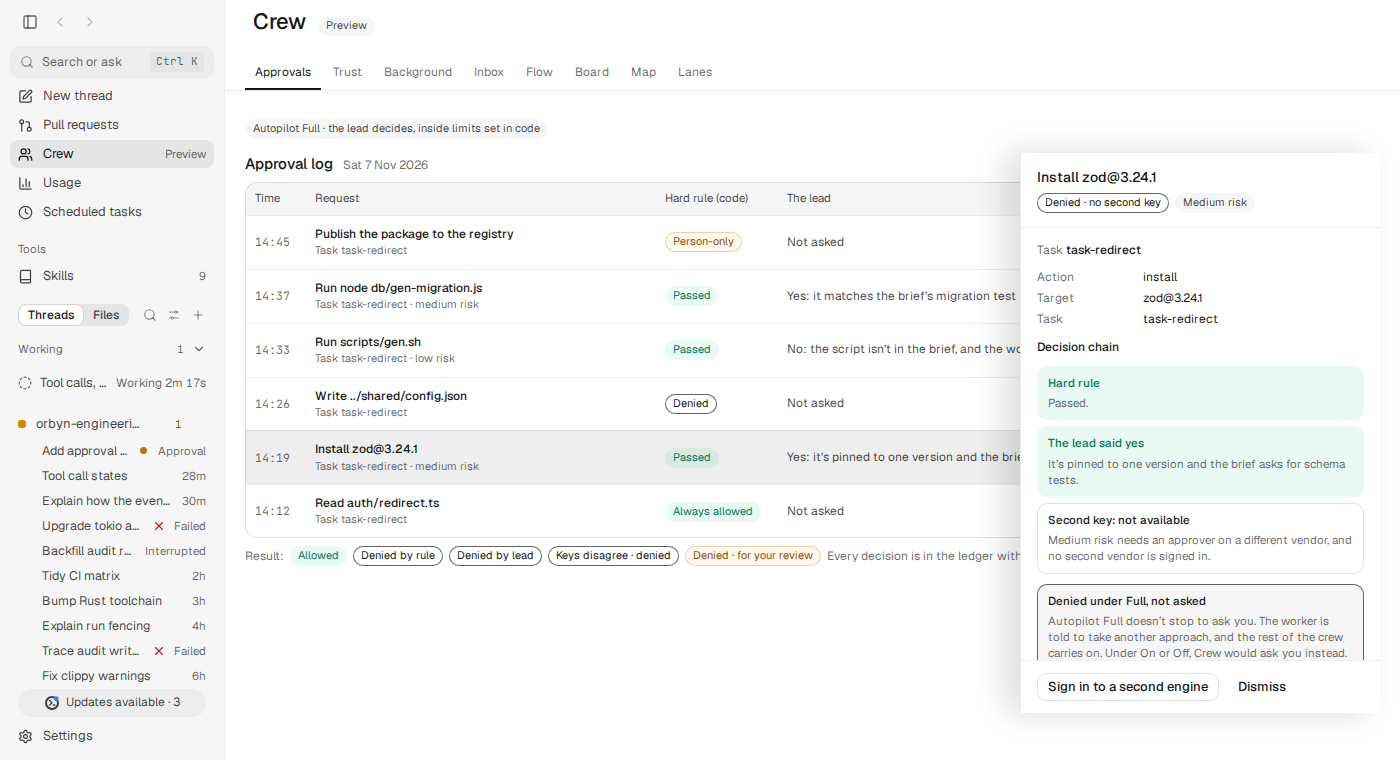 Search or ask Ctrl K
New thread
Pull requests
Crew Preview
Usage
Scheduled tasks
Tools
Skills 9
Threads Files
Working 1
Tool calls, ... Working 2m 17s
orbyn-engineeri... 1
Add approval ... Approval
Tool call states 28m
Explain how the even... 30m
Upgrade tokio a... Failed
Backfill audit r... Interrupted
Tidy CI matrix 2h
Bump Rust toolchain 3h
Explain run fencing 4h
Trace audit writ... Failed
Fix clippy warnings 6h
Updates available · 3
Settings
Crew Preview
Approvals Trust Background Inbox Flow Board Map Lanes
Autopilot Full · the lead decides, inside limits set in code
Approval log Sat 7 Nov 2026
Time Request Hard rule (code) The lead
14:45 Publish the package to the registry Person-only Not asked
Task task-redirect
14:37 Run node db/gen-migration.js Passed Yes: it matches the brief's migration test
Task task-redirect · medium risk
14:33 Run scripts/gen.sh Passed No: the script isn't in the brief, and the wo
Task task-redirect · low risk
14:26 Write ../shared/config.json Denied Not asked
Task task-redirect
14:19 Install zod@3.24.1 Passed Yes: it's pinned to one version and the brie
Task task-redirect · medium risk
14:12 Read auth/redirect.ts Always allowed Not asked
Task task-redirect
Result: Allowed Denied by rule Denied by lead Keys disagree · denied Denied · for your review Every decision is in the ledger with
Install zod@3.24.1
Denied · no second key Medium risk
Task task-redirect
Action install
Target zod@3.24.1
Task task-redirect
Decision chain
Hard rule
Passed.
The lead said yes
It's pinned to one version and the brief asks for schema
tests.
Second key: not available
Medium risk needs an approver on a different vendor, and
no second vendor is signed in.
Denied under Full, not asked
Autopilot Full doesn't stop to ask you. The worker is
told to take another approach, and the rest of the crew
carries on. Under On or Off, Crew would ask you instead.
Sign in to a second engine Dismiss